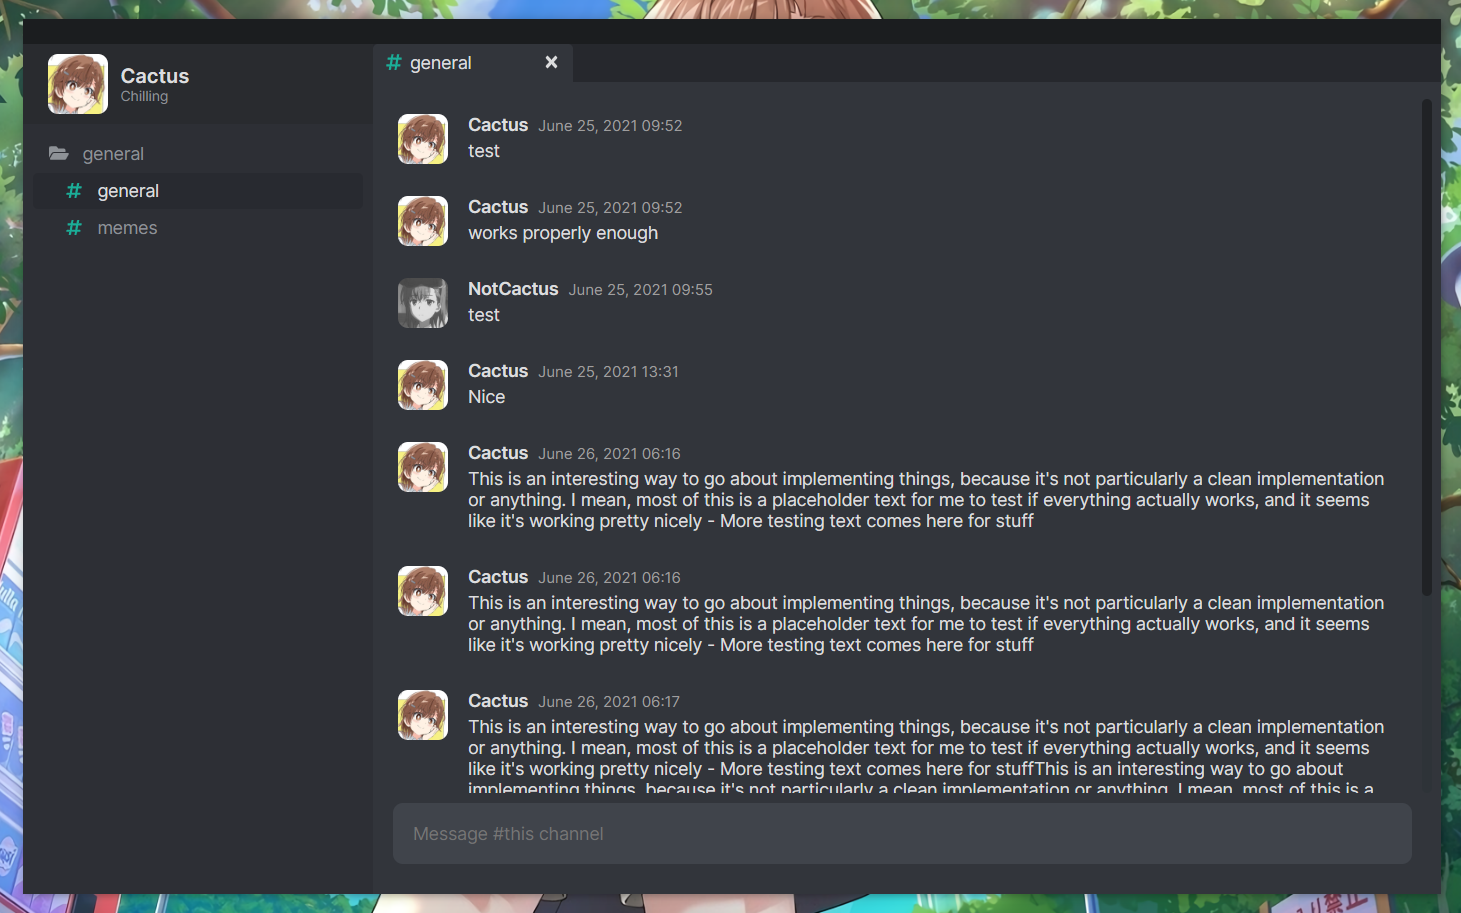 Cactus
Chilling
general
# general
# memes
# general ×
Cactus June 25, 2021 09:52
test
Cactus June 25, 2021 09:52
works properly enough
NotCactus June 25, 2021 09:55
test
Cactus June 25, 2021 13:31
Nice
Cactus June 26, 2021 06:16
This is an interesting way to go about implementing things, because it's not particularly a clean implementation
or anything. I mean, most of this is a placeholder text for me to test if everything actually works, and it seems
like it's working pretty nicely - More testing text comes here for stuff
Cactus June 26, 2021 06:16
This is an interesting way to go about implementing things, because it's not particularly a clean implementation
or anything. I mean, most of this is a placeholder text for me to test if everything actually works, and it seems
like it's working pretty nicely - More testing text comes here for stuff
Cactus June 26, 2021 06:17
This is an interesting way to go about implementing things, because it's not particularly a clean implementation
or anything. I mean, most of this is a placeholder text for me to test if everything actually works, and it seems
like it's working pretty nicely - More testing text comes here for stuffThis is an interesting way to go about
implementing things, because it's not particularly a clean implementation or anything. I mean, most of this is a
Message #this channel
禁止